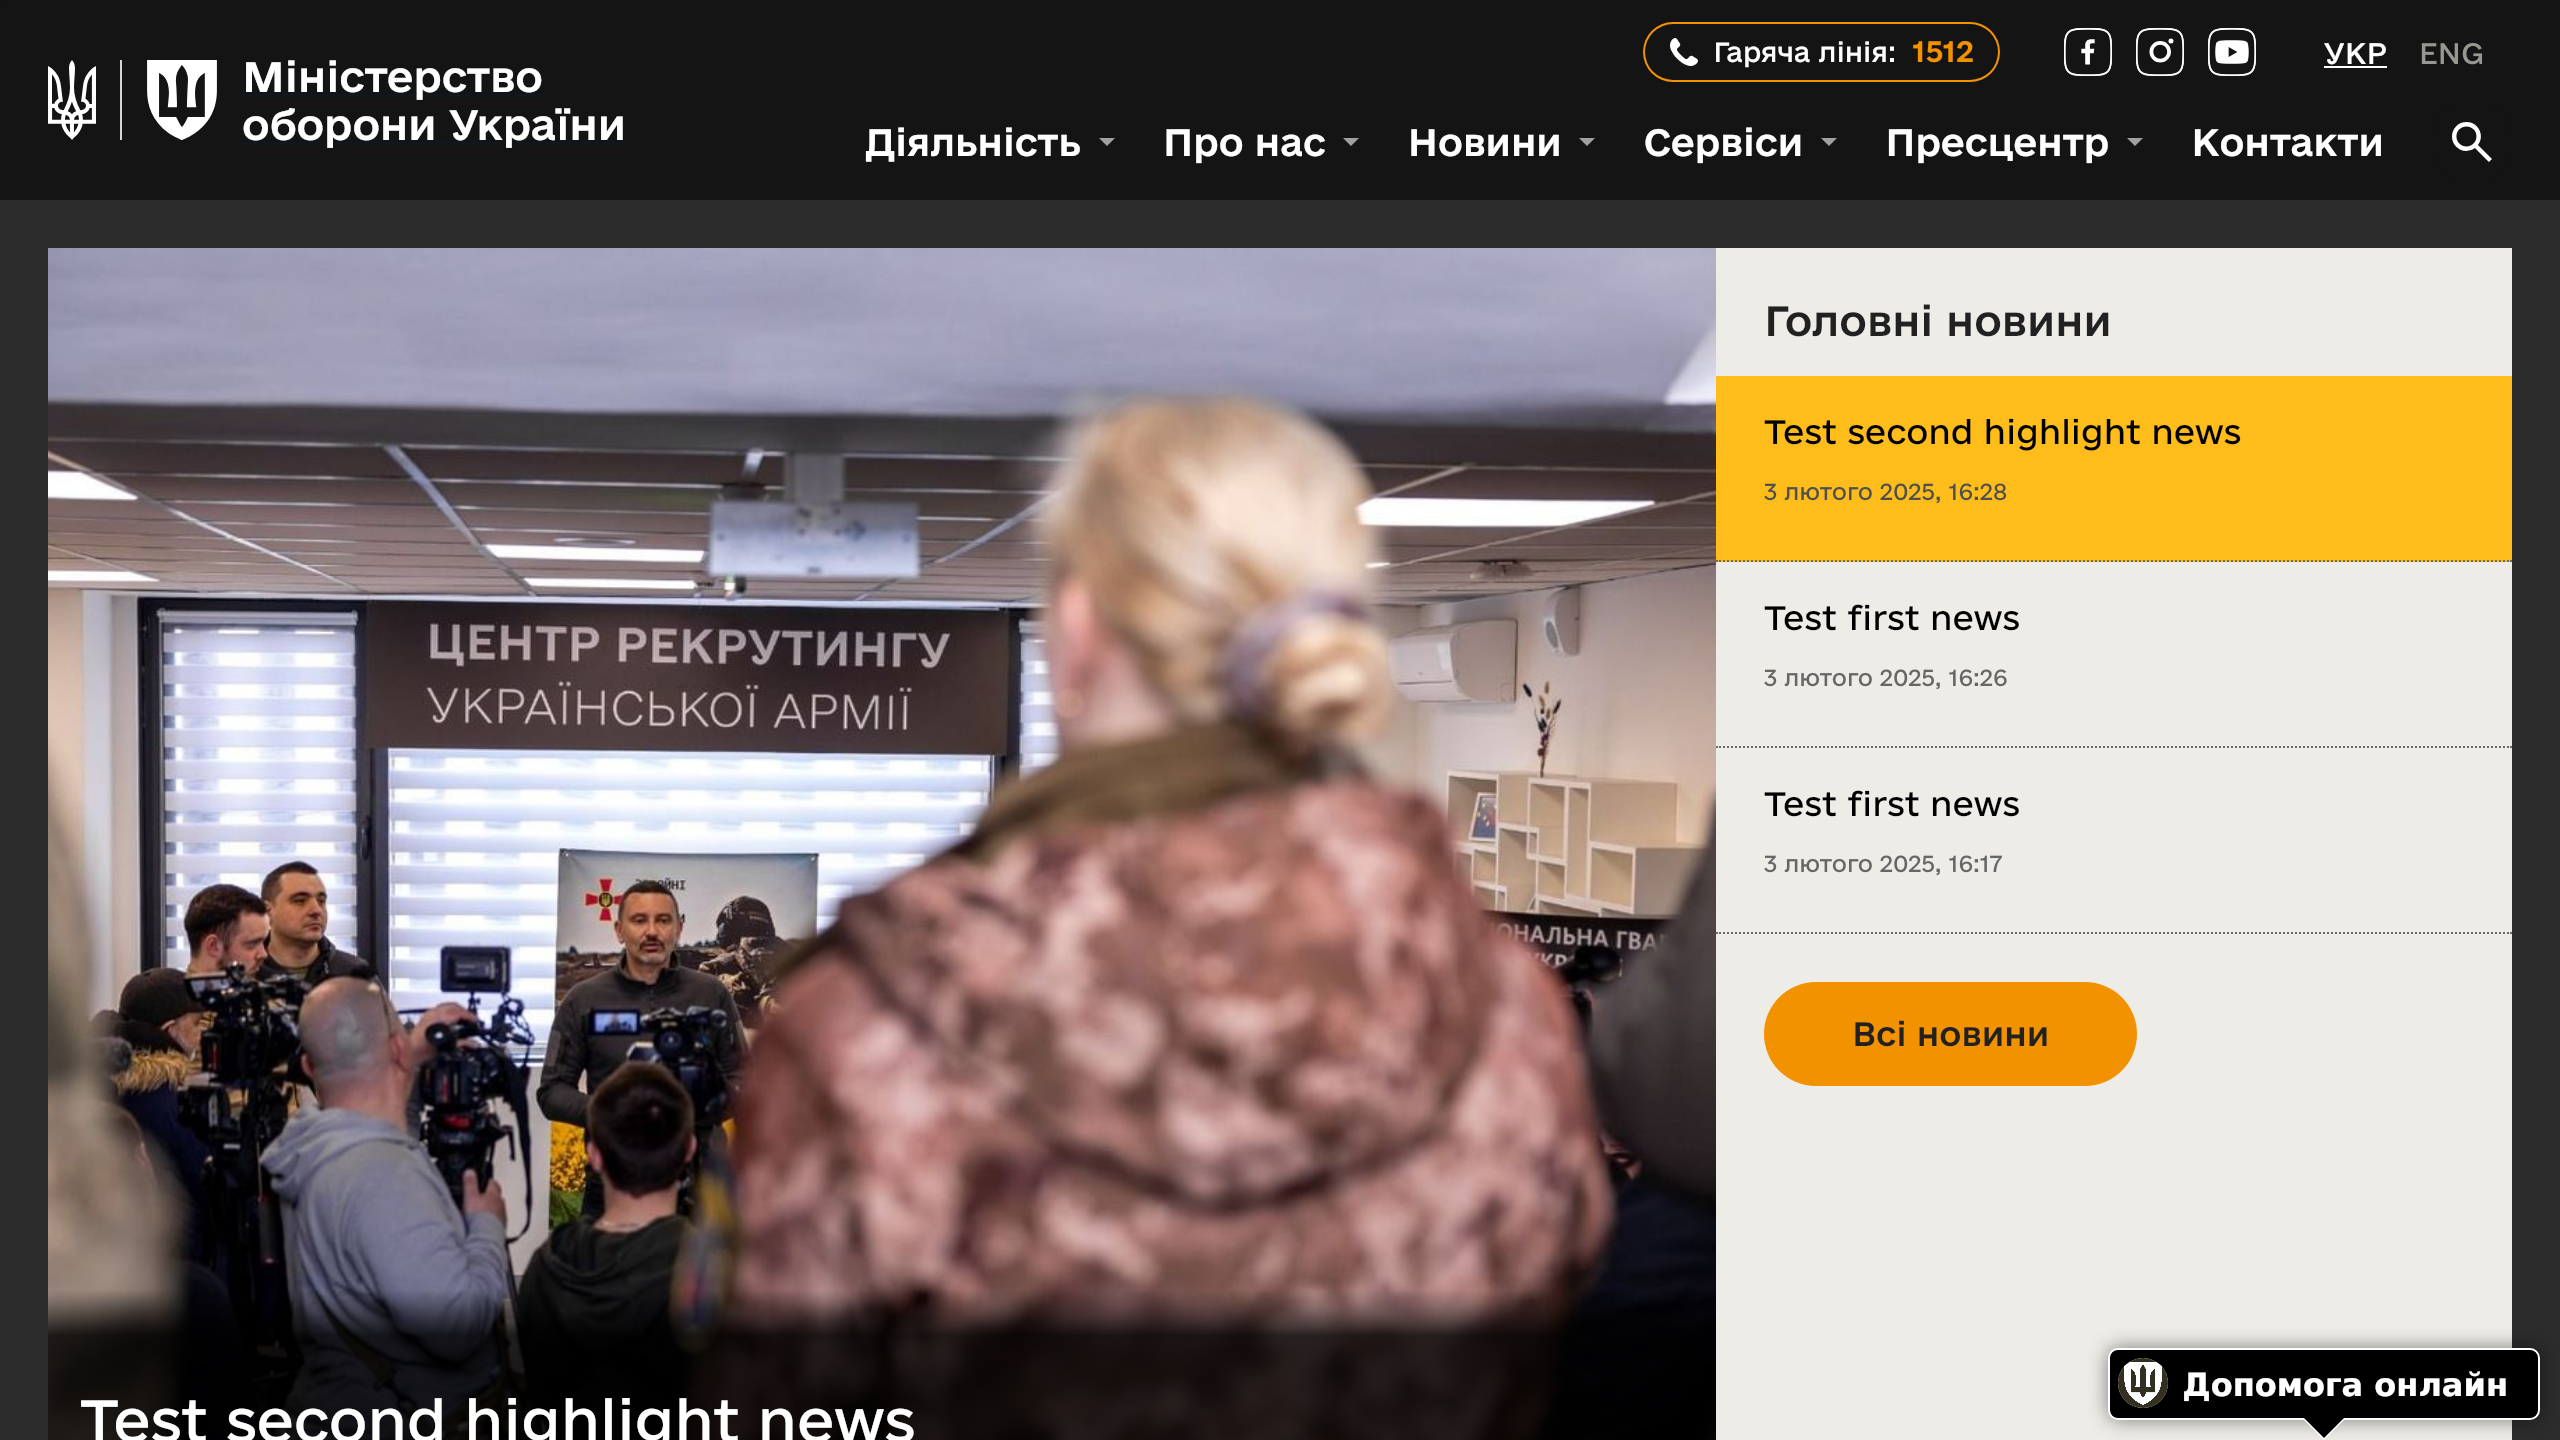 Міністерство
оборони України
Гаряча лінія: 1512
УКР ENG
Діяльність Про нас Новини Сервіси Пресцентр Контакти
ЦЕНТР РЕКРУТИНГУ
УКРАЇНСЬКОЇ АРМІЇ
Test second highlight news
Головні новини
Test second highlight news
3 лютого 2025, 16:28
Test first news
3 лютого 2025, 16:26
Test first news
3 лютого 2025, 16:17
Всі новини
Допомога онлайн